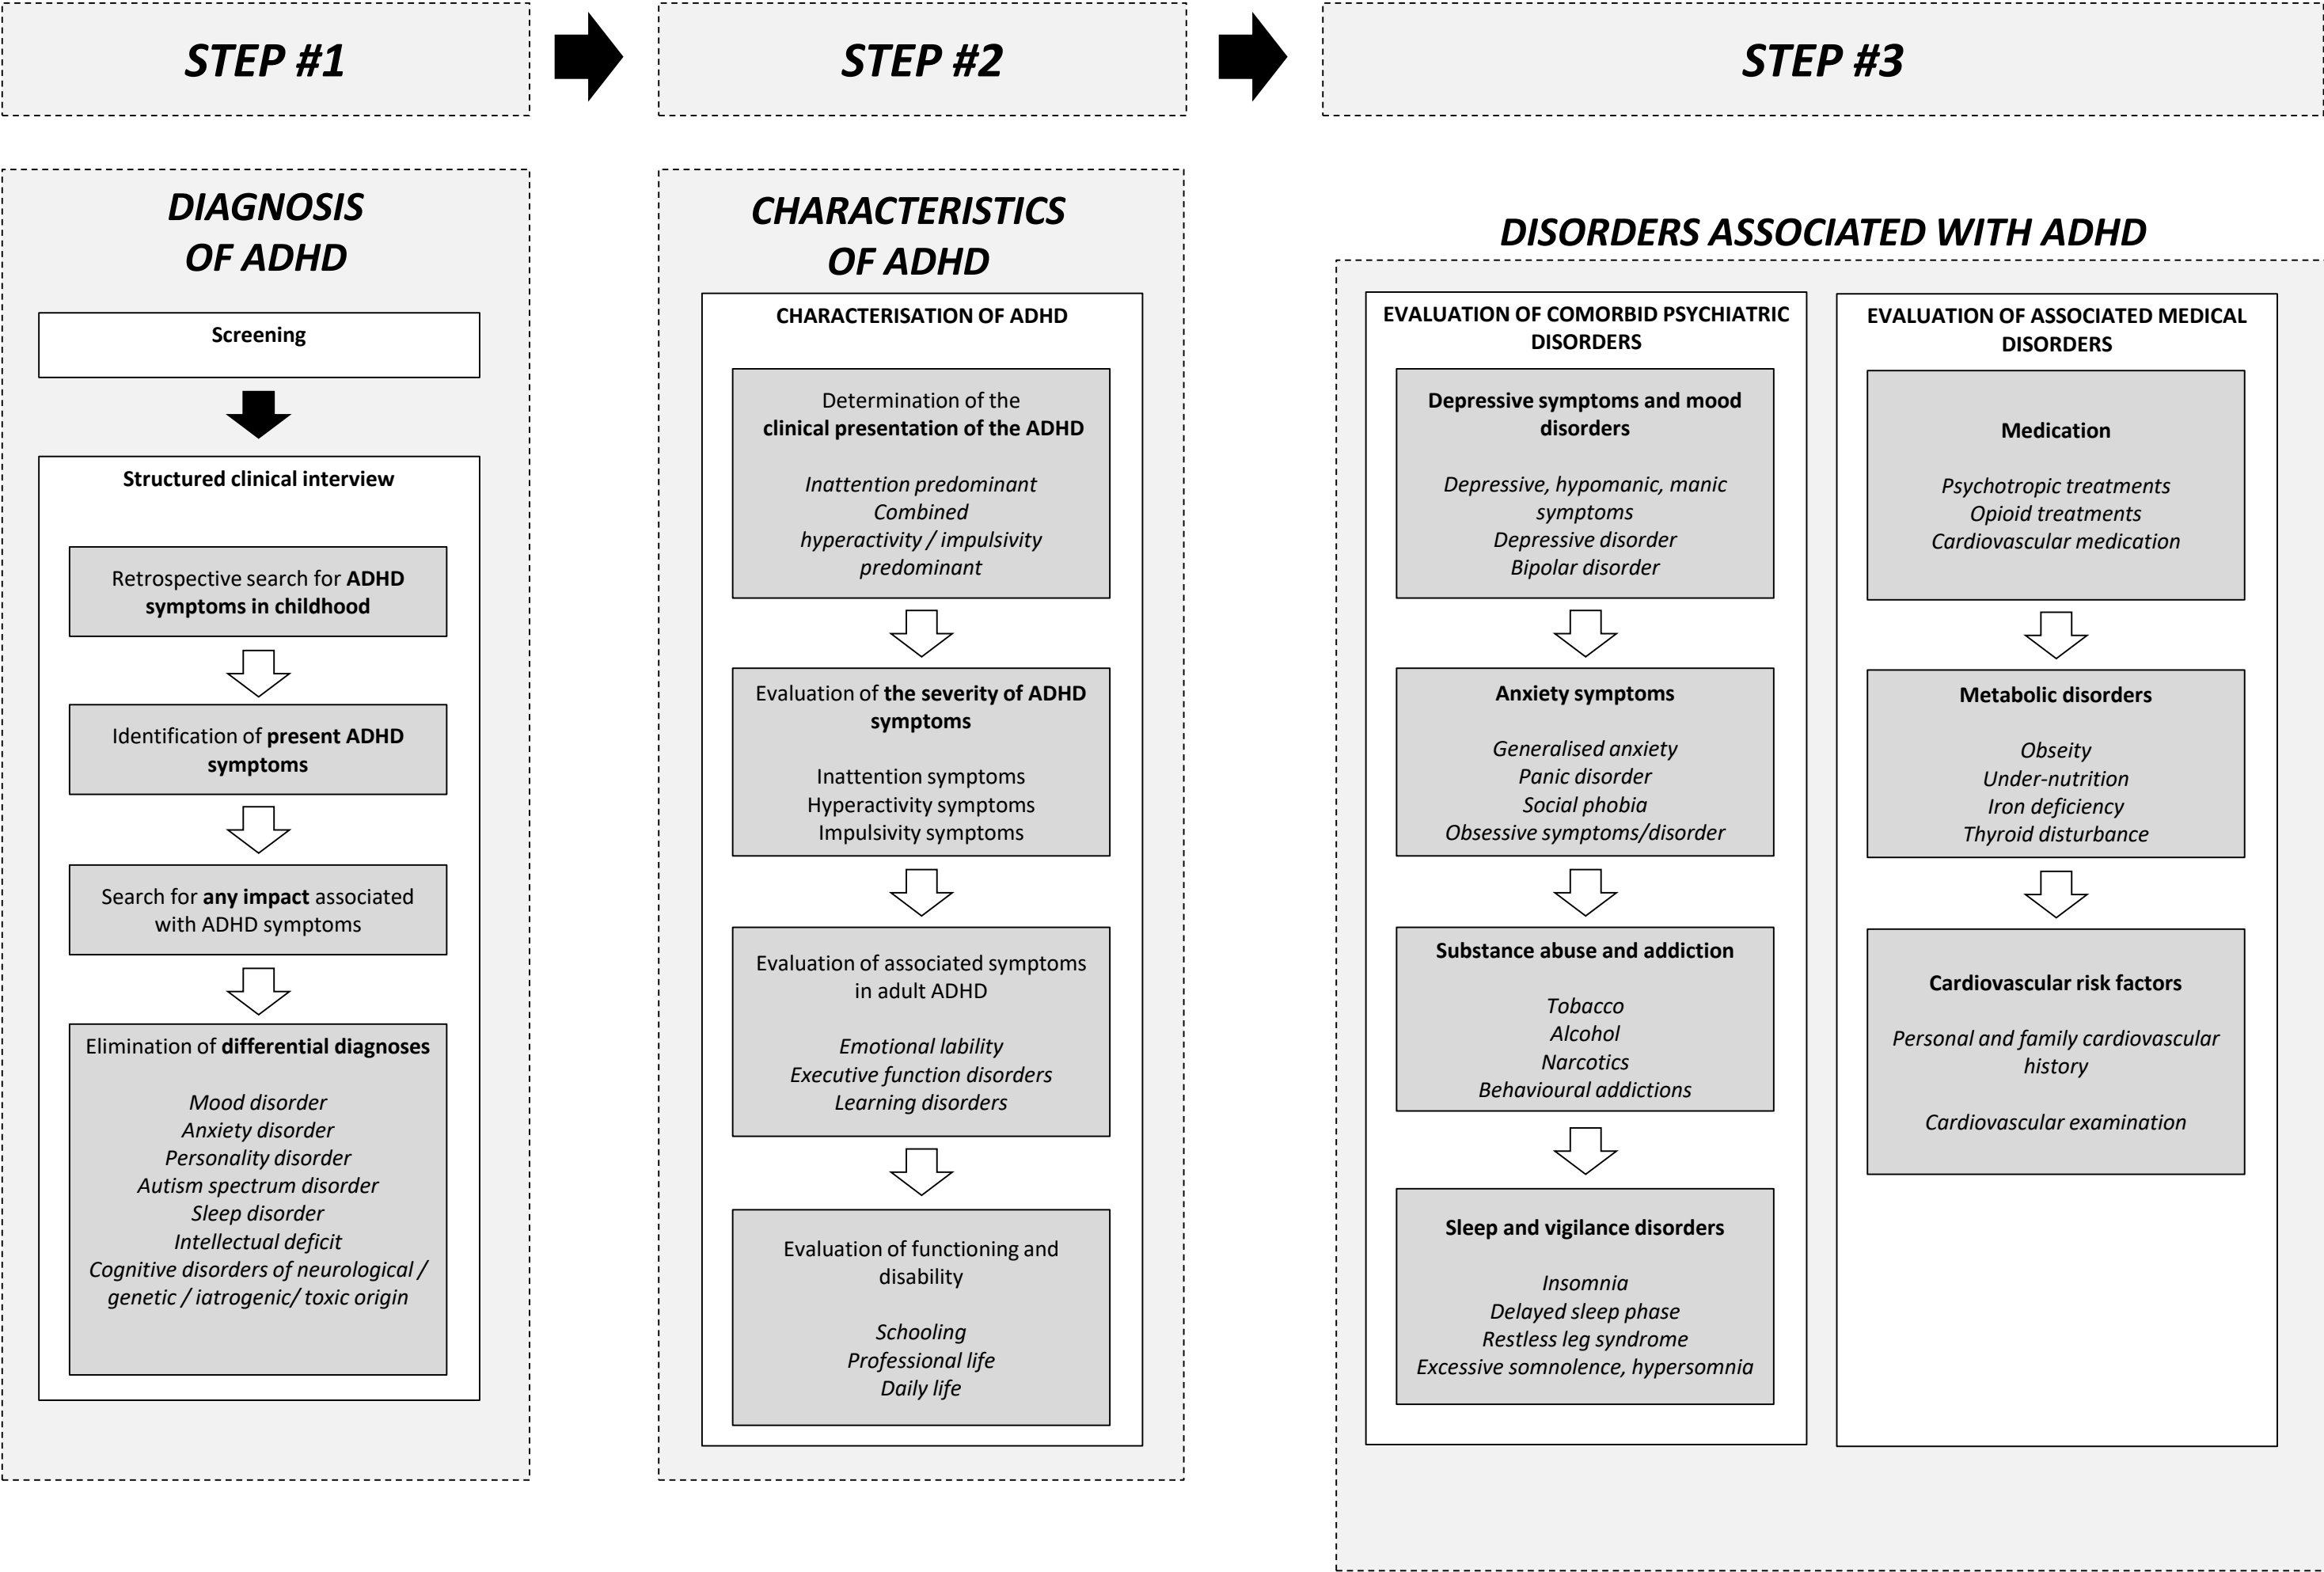 STEP #1
STEP #2
STEP #3
DIAGNOSIS
OF ADHD
Screening
Structured clinical interview
Retrospective search for ADHD
symptoms in childhood
Identification of present ADHD
symptoms
Search for any impact associated
with ADHD symptoms
Elimination of differential diagnoses
Mood disorder
Anxiety disorder
Personality disorder
Autism spectrum disorder
Sleep disorder
Intellectual deficit
Cognitive disorders of neurological /
genetic / iatrogenic/ toxic origin
CHARACTERISTICS
OF ADHD
CHARACTERISATION OF ADHD
Determination of the
clinical presentation of the ADHD
Inattention predominant
Combined
hyperactivity / impulsivity
predominant
Evaluation of the severity of ADHD
symptoms
Inattention symptoms
Hyperactivity symptoms
Impulsivity symptoms
Evaluation of associated symptoms
in adult ADHD
Emotional lability
Executive function disorders
Learning disorders
Evaluation of functioning and
disability
Schooling
Professional life
Daily life
DISORDERS ASSOCIATED WITH ADHD
EVALUATION OF COMORBID PSYCHIATRIC
DISORDERS
Depressive symptoms and mood
disorders
Depressive, hypomanic, manic
symptoms
Depressive disorder
Bipolar disorder
Anxiety symptoms
Generalised anxiety
Panic disorder
Social phobia
Obsessive symptoms/disorder
Substance abuse and addiction
Tobacco
Alcohol
Narcotics
Behavioural addictions
Sleep and vigilance disorders
Insomnia
Delayed sleep phase
Restless leg syndrome
Excessive somnolence, hypersomnia
EVALUATION OF ASSOCIATED MEDICAL
DISORDERS
Medication
Psychotropic treatments
Opioid treatments
Cardiovascular medication
Metabolic disorders
Obseity
Under-nutrition
Iron deficiency
Thyroid disturbance
Cardiovascular risk factors
Personal and family cardiovascular
history
Cardiovascular examination